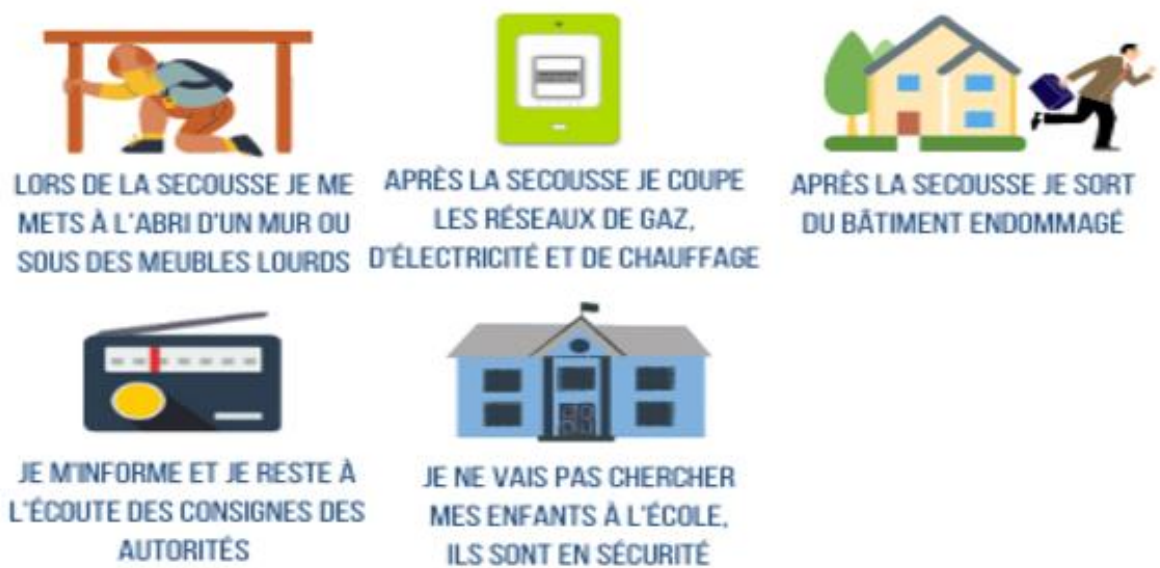 LORS DE LA SECOUSSE JE ME
METS À L'ABRI D'UN MUR OU
SOUS DES MEUBLES LOURDS
APRÈS LA SECOUSSE JE COUPE
LES RÉSEAUX DE GAZ,
D'ÉLECTRICITÉ ET DE CHAUFFAGE
APRÈS LA SECOUSSE JE SORT
DU BÂTIMENT ENDOMMAGÉ
JE M'INFORME ET JE RESTE À
L'ÉCOUTE DES CONSIGNES DES
AUTORITÉS
JE NE VAIS PAS CHERCHER
MES ENFANTS À L'ÉCOLE,
ILS SONT EN SÉCURITÉ